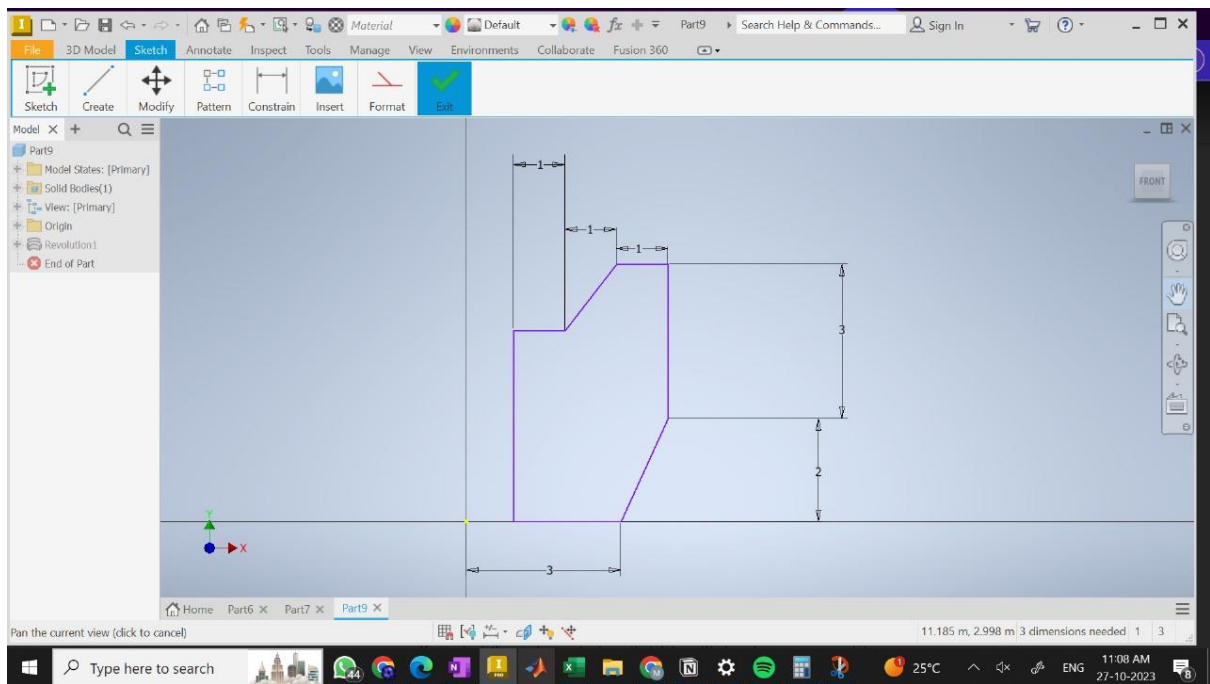 I PRO Material Default fx Part9 Search Help & Commands... Sign In
File 3D Model Sketch Annotate Inspect Tools Manage View Environments Collaborate Fusion 360
Sketch Create Modify Pattern Constrain Insert Format Exit
Model
Part9
Model States: [Primary]
Solid Bodies(1)
View: [Primary]
Origin
Revolution1
End of Part
FRONT
1
1
1
3
2
3
Y
X
Home Part6 Part7 Part9
Pan the current view (click to cancel)
11.185 m, 2.998 m 3 dimensions needed 1 3
Type here to search
44
25°C
ENG
11:08 AM
27-10-2023
8